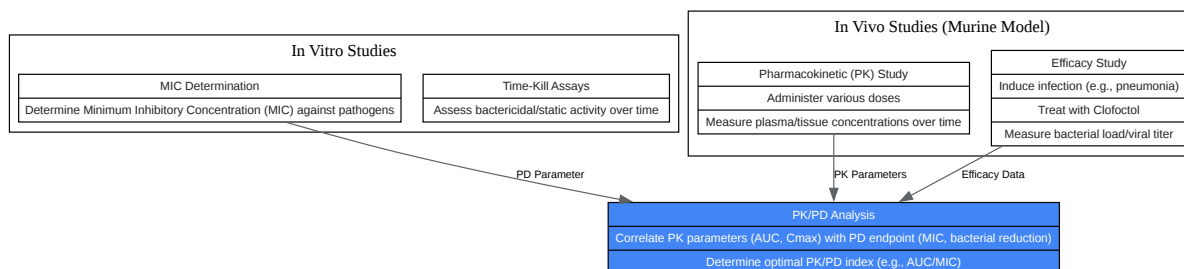 In Vitro Studies
MIC Determination
Determine Minimum Inhibitory Concentration (MIC) against pathogens
Time-Kill Assays
Assess bactericidal/static activity over time
In Vivo Studies (Murine Model)
Pharmacokinetic (PK) Study
Administer various doses
Measure plasma/tissue concentrations over time
Efficacy Study
Induce infection (e.g., pneumonia)
Treat with Clofoctol
Measure bacterial load/viral titer
PD Parameter
PK Parameters
Efficacy Data
PK/PD Analysis
Correlate PK parameters (AUC, Cmax) with PD endpoint (MIC, bacterial reduction)
Determine optimal PK/PD index (e.g., AUC/MIC)